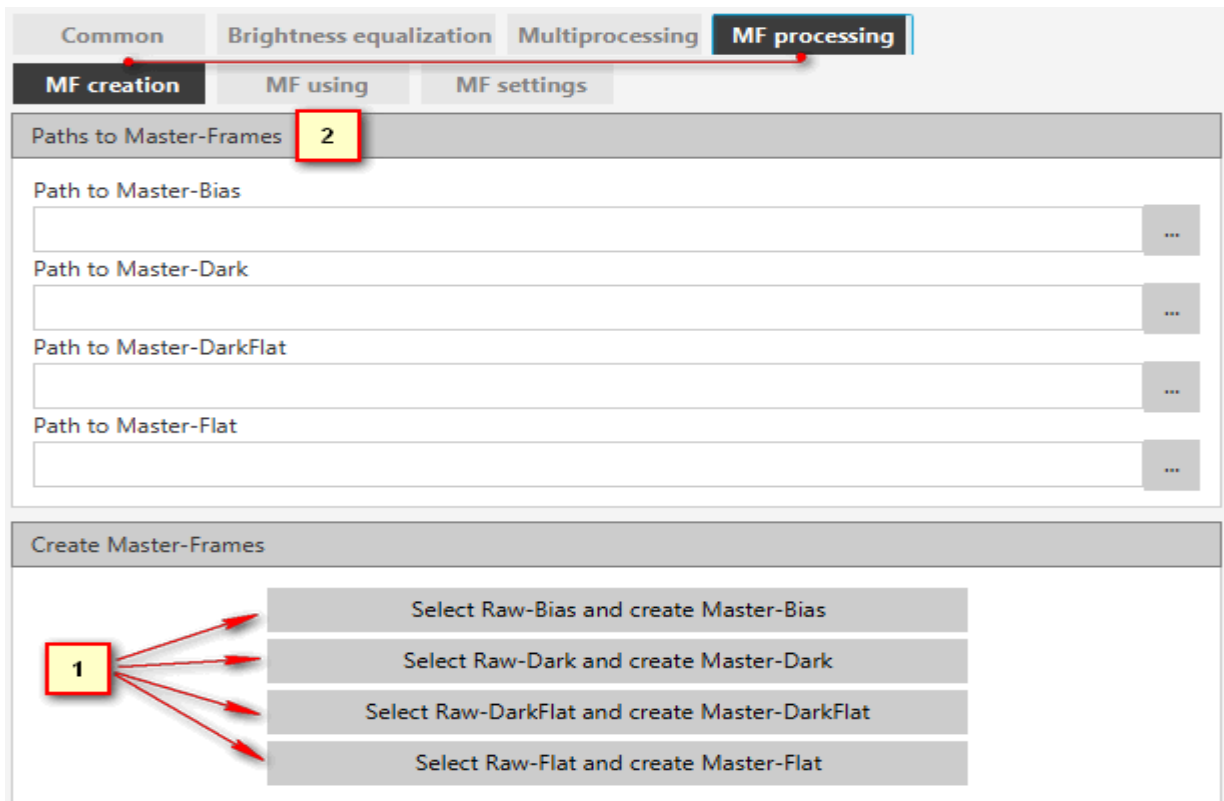 Common Brightness equalization Multiprocessing MF processing
MF creation MF using MF settings
Paths to Master-Frames 2
Path to Master-Bias
...
Path to Master-Dark
...
Path to Master-DarkFlat
...
Path to Master-Flat
...
Create Master-Frames
Select Raw-Bias and create Master-Bias
1 Select Raw-Dark and create Master-Dark
Select Raw-DarkFlat and create Master-DarkFlat
Select Raw-Flat and create Master-Flat